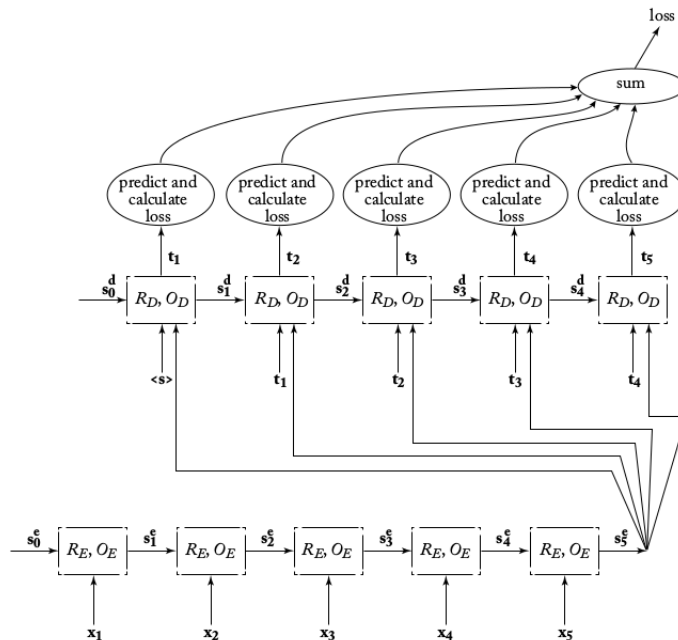 loss
sum
predict and calculate loss
predict and calculate loss
predict and calculate loss
predict and calculate loss
predict and calculate loss
t₁ t₂ t₃ t₄ t₅
s₀ᵈ R_D, O_D s₁ᵈ R_D, O_D s₂ᵈ R_D, O_D s₃ᵈ R_D, O_D s₄ᵈ R_D, O_D
<s> t₁ t₂ t₃ t₄
s₀ᵉ R_E, O_E s₁ᵉ R_E, O_E s₂ᵉ R_E, O_E s₃ᵉ R_E, O_E s₄ᵉ R_E, O_E s₅ᵉ
x₁ x₂ x₃ x₄ x₅